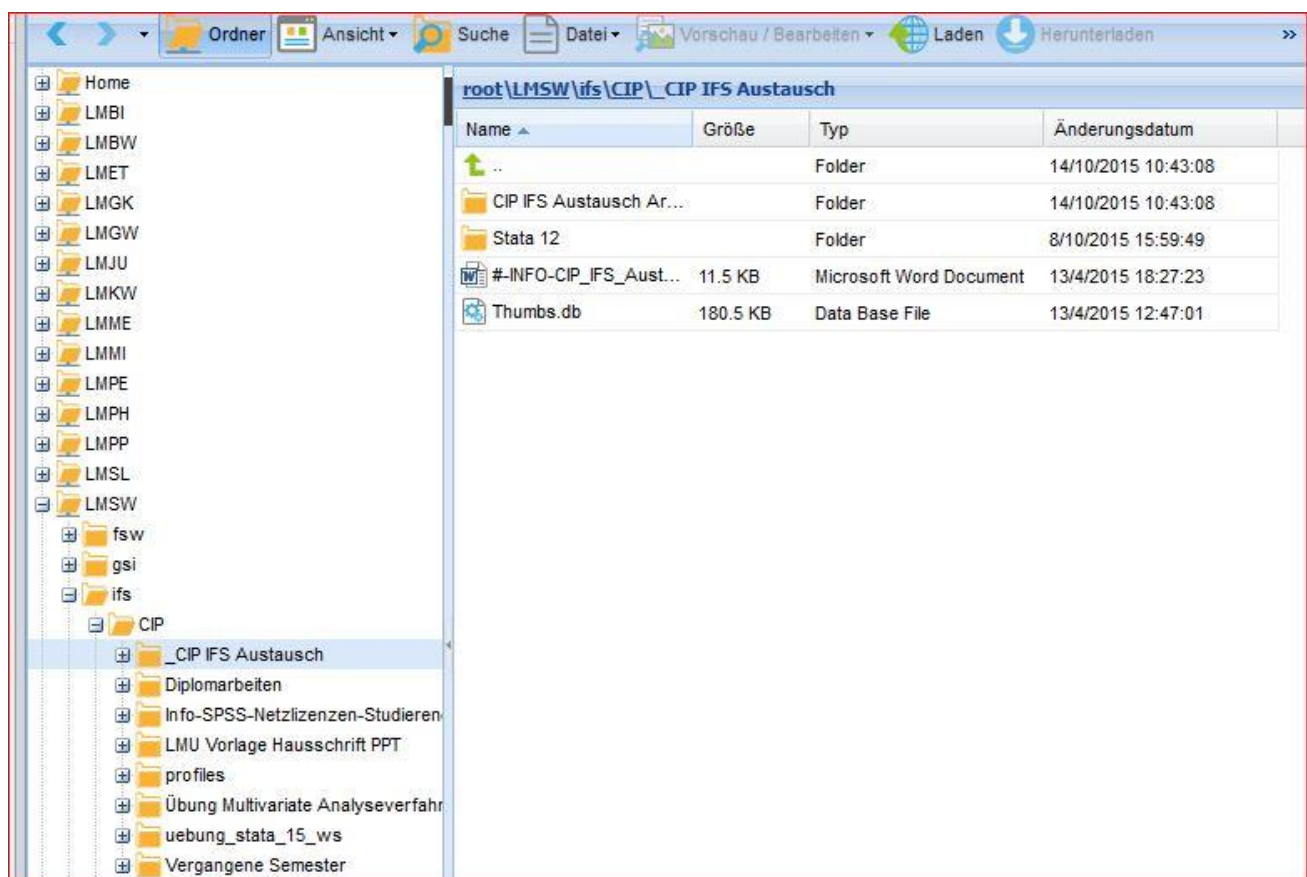 Ordner Ansicht Suche Datei Vorschau / Bearbeiten Laden Herunterladen »
Home
LMBI
LMBW
LMET
LMGK
LMGW
LMJU
LMKW
LMME
LMMI
LMPE
LMPH
LMPP
LMSL
LMSW
fsw
gsi
ifs
CIP
_CIP IFS Austausch
Diplomarbeiten
Info-SPSS-Netzlizenzen-Studieren
LMU Vorlage Hausschrift PPT
profiles
Übung Multivariate Analyseverfahr
uebung_stata_15_ws
Vergangene Semester
root\LMSW\ifs\CIP\_CIP IFS Austausch
Name Größe Typ Änderungsdatum
.. Folder 14/10/2015 10:43:08
CIP IFS Austausch Ar... Folder 14/10/2015 10:43:08
Stata 12 Folder 8/10/2015 15:59:49
#-INFO-CIP_IFS_Aust... 11.5 KB Microsoft Word Document 13/4/2015 18:27:23
Thumbs.db 180.5 KB Data Base File 13/4/2015 12:47:01